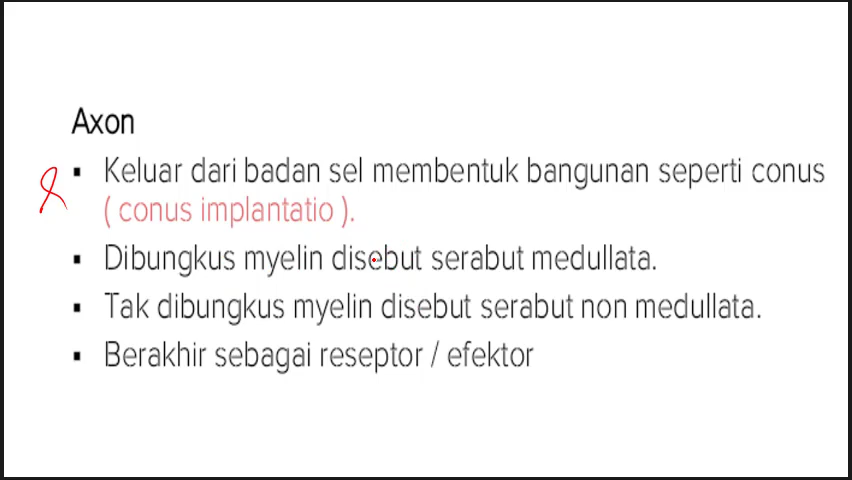 Axon
▪ Keluar dari badan sel membentuk bangunan seperti conus
( conus implantatio ).
▪ Dibungkus myelin disebut serabut medullata.
▪ Tak dibungkus myelin disebut serabut non medullata.
▪ Berakhir sebagai reseptor / efektor